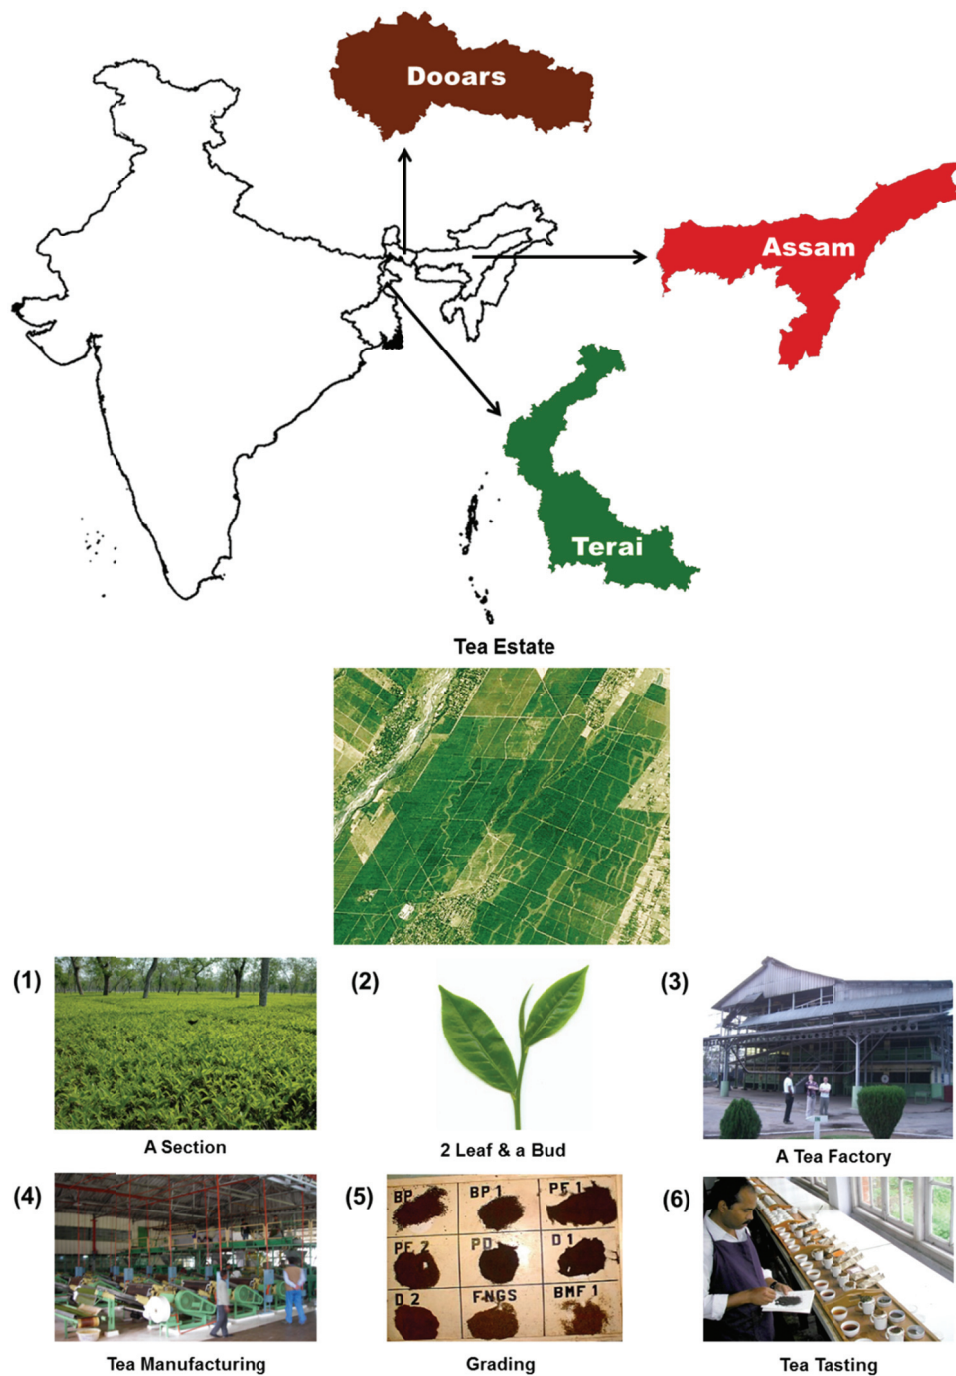 Dooars
Assam
Terai
Tea Estate
(1)
(2)
(3)
A Section
2 Leaf & a Bud
A Tea Factory
(4)
(5)
(6)
BP
BP 1
PF 1
PF 2
PD
D 1
D 2
FNGS
BMF 1
Tea Manufacturing
Grading
Tea Tasting